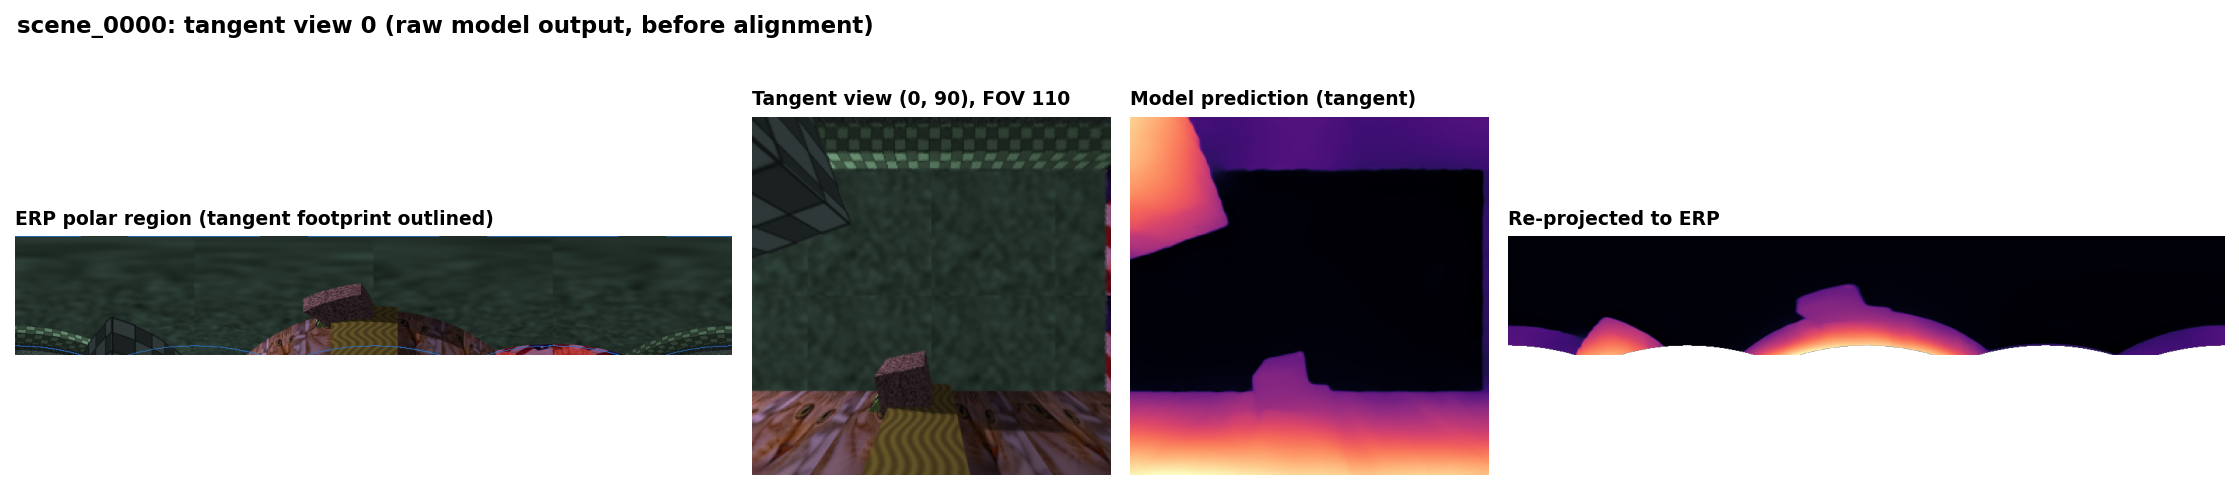 scene_0000: tangent view 0 (raw model output, before alignment)
ERP polar region (tangent footprint outlined)
Tangent view (0, 90), FOV 110
Model prediction (tangent)
Re-projected to ERP